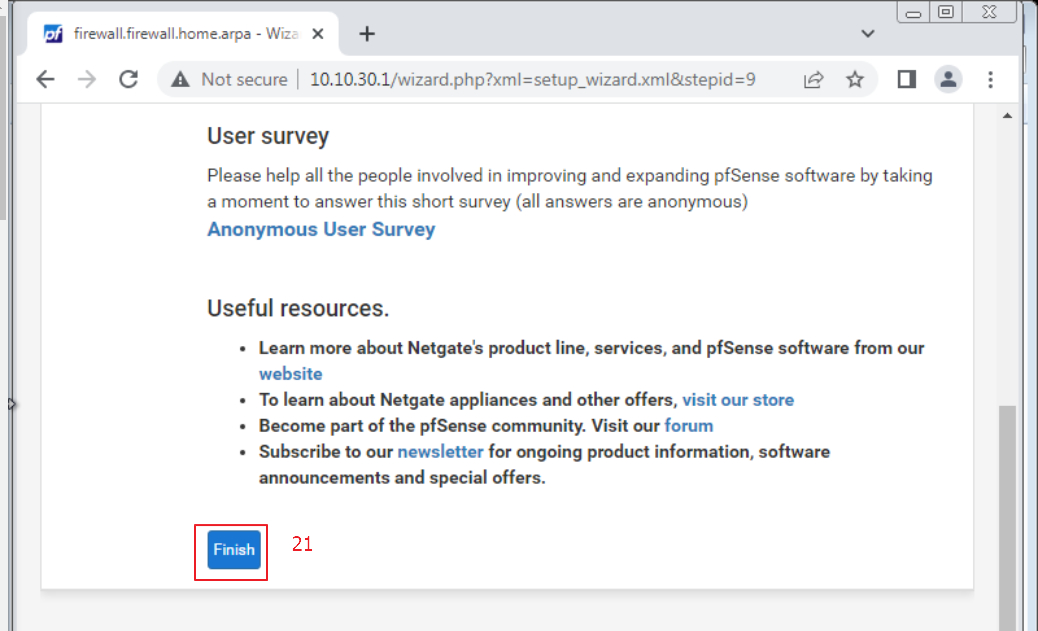 pf firewall.firewall.home.arpa - Wiza
Not secure 10.10.30.1/wizard.php?xml=setup_wizard.xml&stepid=9
User survey
Please help all the people involved in improving and expanding pfSense software by taking
a moment to answer this short survey (all answers are anonymous)
Anonymous User Survey
Useful resources.
• Learn more about Netgate's product line, services, and pfSense software from our
website
• To learn about Netgate appliances and other offers, visit our store
• Become part of the pfSense community. Visit our forum
• Subscribe to our newsletter for ongoing product information, software
announcements and special offers.
Finish 21